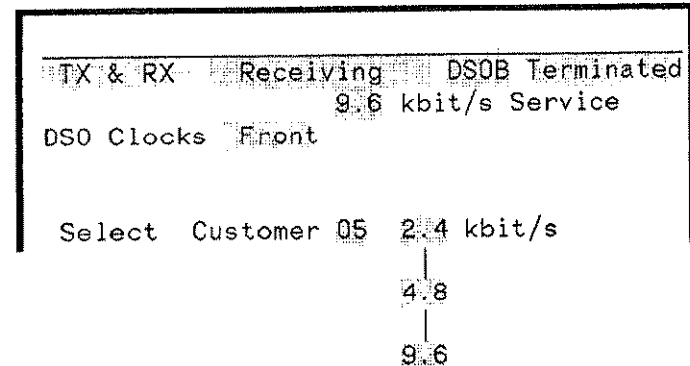 TX & RX Receiving DSOB Terminated
9.6 kbit/s Service
DSO Clocks Front
Select Customer 05 2.4 kbit/s
4.8
9.6